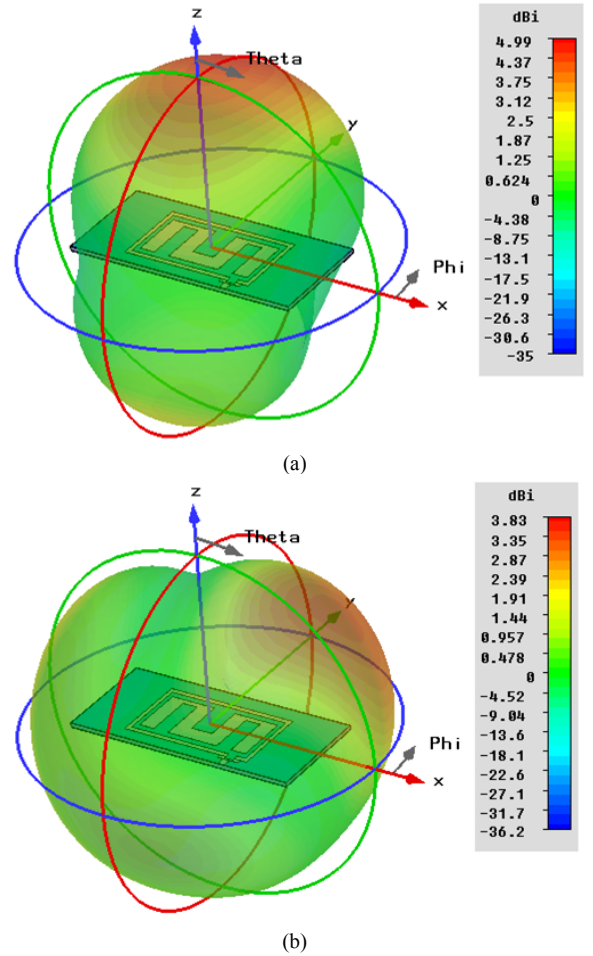 z
Theta
y
Phi
x
dBi
4.99
4.37
3.75
3.12
2.5
1.87
1.25
0.624
0
-4.38
-8.75
-13.1
-17.5
-21.9
-26.3
-30.6
-35
(a)
z
Theta
y
Phi
x
dBi
3.83
3.35
2.87
2.39
1.91
1.44
0.957
0.478
0
-4.52
-9.04
-13.6
-18.1
-22.6
-27.1
-31.7
-36.2
(b)